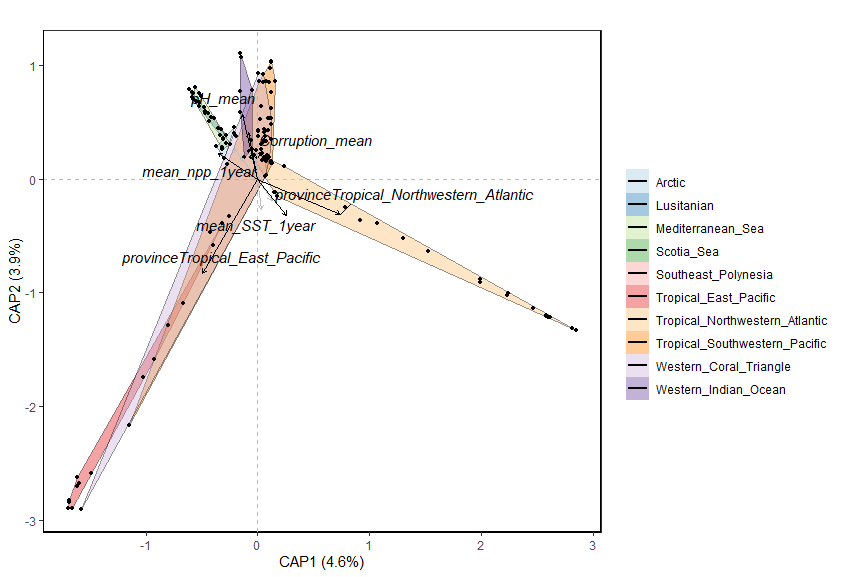 1
0
-1
-2
-3
CAP2 (3.9%)
pH_mean
corruption_mean
mean_npp_1year
provinceTropical_Northwestern_Atlantic
mean_SST_1year
provinceTropical_East_Pacific
-1 0 1 2 3
CAP1 (4.6%)
Arctic
Lusitanian
Mediterranean_Sea
Scotia_Sea
Southeast_Polynesia
Tropical_East_Pacific
Tropical_Northwestern_Atlantic
Tropical_Southwestern_Pacific
Western_Coral_Triangle
Western_Indian_Ocean